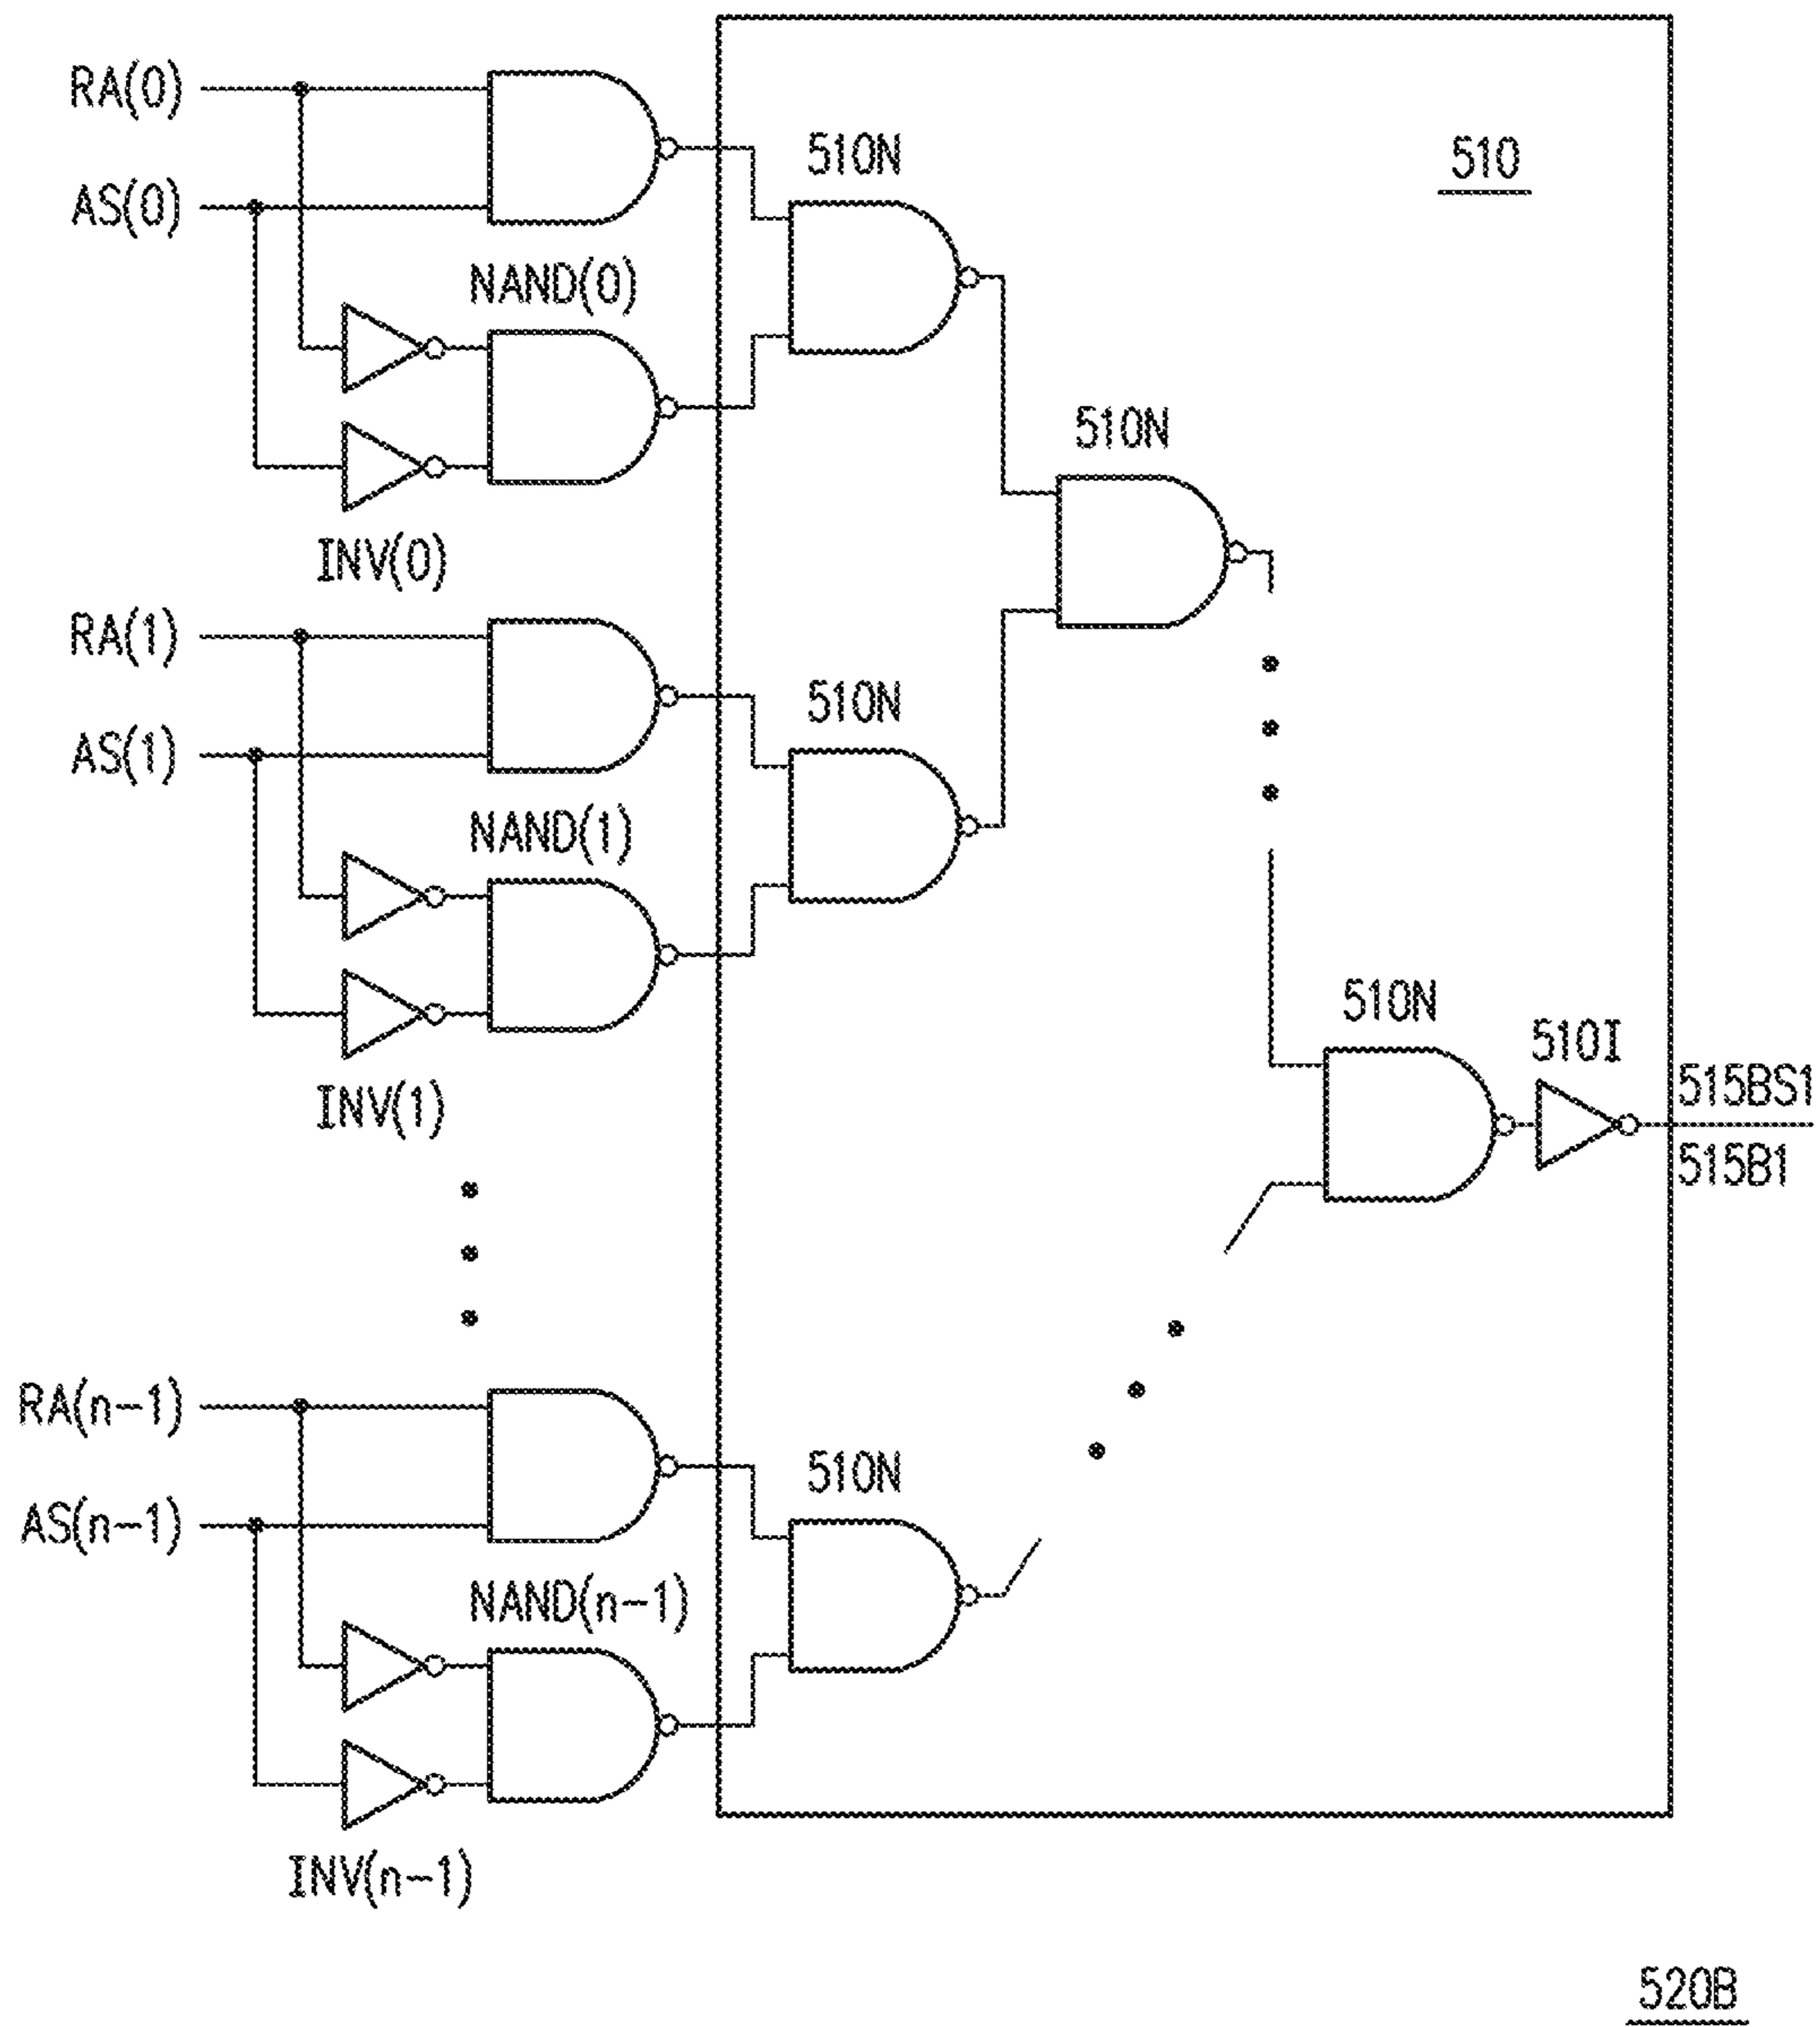 RA(0)
510N
510
AS(0)
NAND(0)
510N
INV(0)
RA(1)
510N
AS(1)
NAND(1)
510N
510I
515BS1
INV(1)
515B1
RA(n-1)
510N
AS(n-1)
NAND(n-1)
INV(n-1)
520B